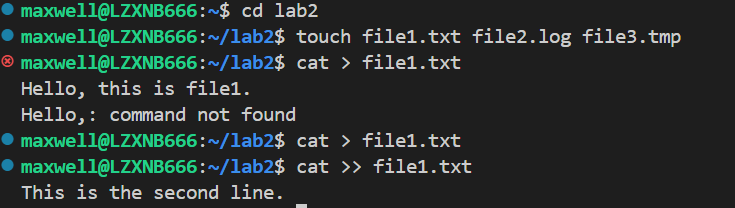 maxwell@LZXNB666:~$ cd lab2
maxwell@LZXNB666:~/lab2$ touch file1.txt file2.log file3.tmp
maxwell@LZXNB666:~/lab2$ cat > file1.txt
Hello, this is file1.
Hello,: command not found
maxwell@LZXNB666:~/lab2$ cat > file1.txt
maxwell@LZXNB666:~/lab2$ cat >> file1.txt
This is the second line.